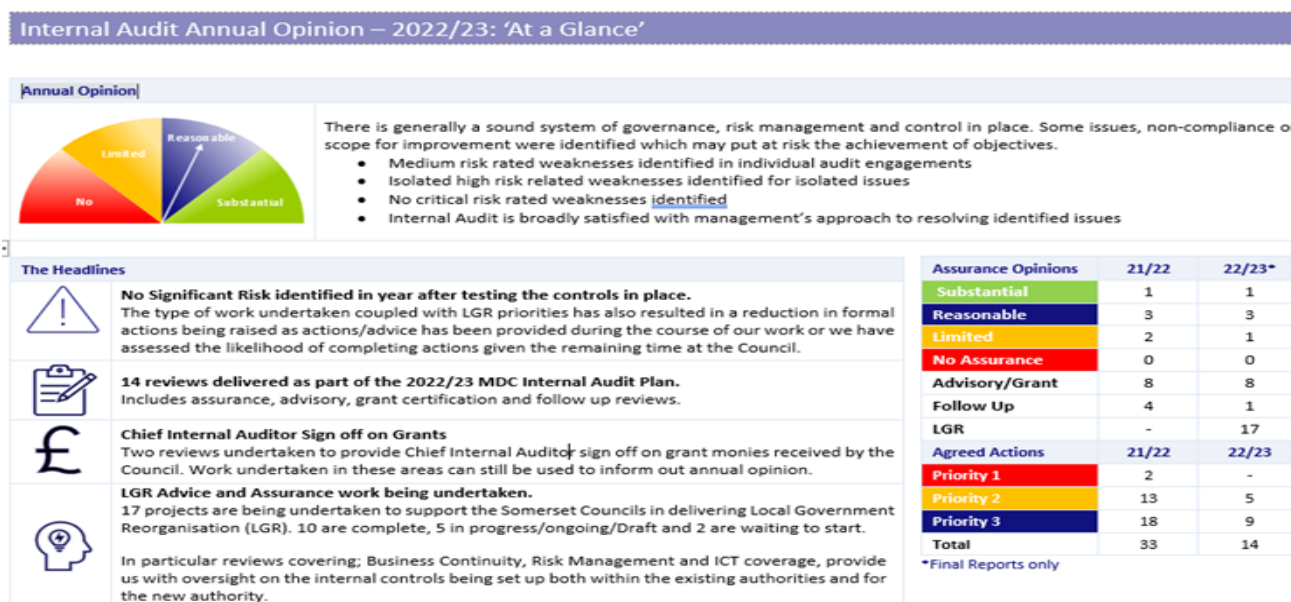 Internal Audit Annual Opinion – 2022/23: ‘At a Glance’
Annual Opinion
No
Limited
Reasonable
Substantial
There is generally a sound system of governance, risk management and control in place. Some issues, non-compliance o
scope for improvement were identified which may put at risk the achievement of objectives.
• Medium risk rated weaknesses identified in individual audit engagements
• Isolated high risk related weaknesses identified for isolated issues
• No critical risk rated weaknesses identified
• Internal Audit is broadly satisfied with management’s approach to resolving identified issues
The Headlines
No Significant Risk identified in year after testing the controls in place.
The type of work undertaken coupled with LGR priorities has also resulted in a reduction in formal
actions being raised as actions/advice has been provided during the course of our work or we have
assessed the likelihood of completing actions given the remaining time at the Council.
14 reviews delivered as part of the 2022/23 MDC Internal Audit Plan.
Includes assurance, advisory, grant certification and follow up reviews.
£
Chief Internal Auditor Sign off on Grants
Two reviews undertaken to provide Chief Internal Auditor sign off on grant monies received by the
Council. Work undertaken in these areas can still be used to inform out annual opinion.
LGR Advice and Assurance work being undertaken.
17 projects are being undertaken to support the Somerset Councils in delivering Local Government
Reorganisation (LGR). 10 are complete, 5 in progress/ongoing/Draft and 2 are waiting to start.
In particular reviews covering; Business Continuity, Risk Management and ICT coverage, provide
us with oversight on the internal controls being set up both within the existing authorities and for
the new authority.
Assurance Opinions 21/22 22/23*
Substantial 1 1
Reasonable 3 3
Limited 2 1
No Assurance 0 0
Advisory/Grant 8 8
Follow Up 4 1
LGR - 17
Agreed Actions 21/22 22/23
Priority 1 2 -
Priority 2 13 5
Priority 3 18 9
Total 33 14
*Final Reports only